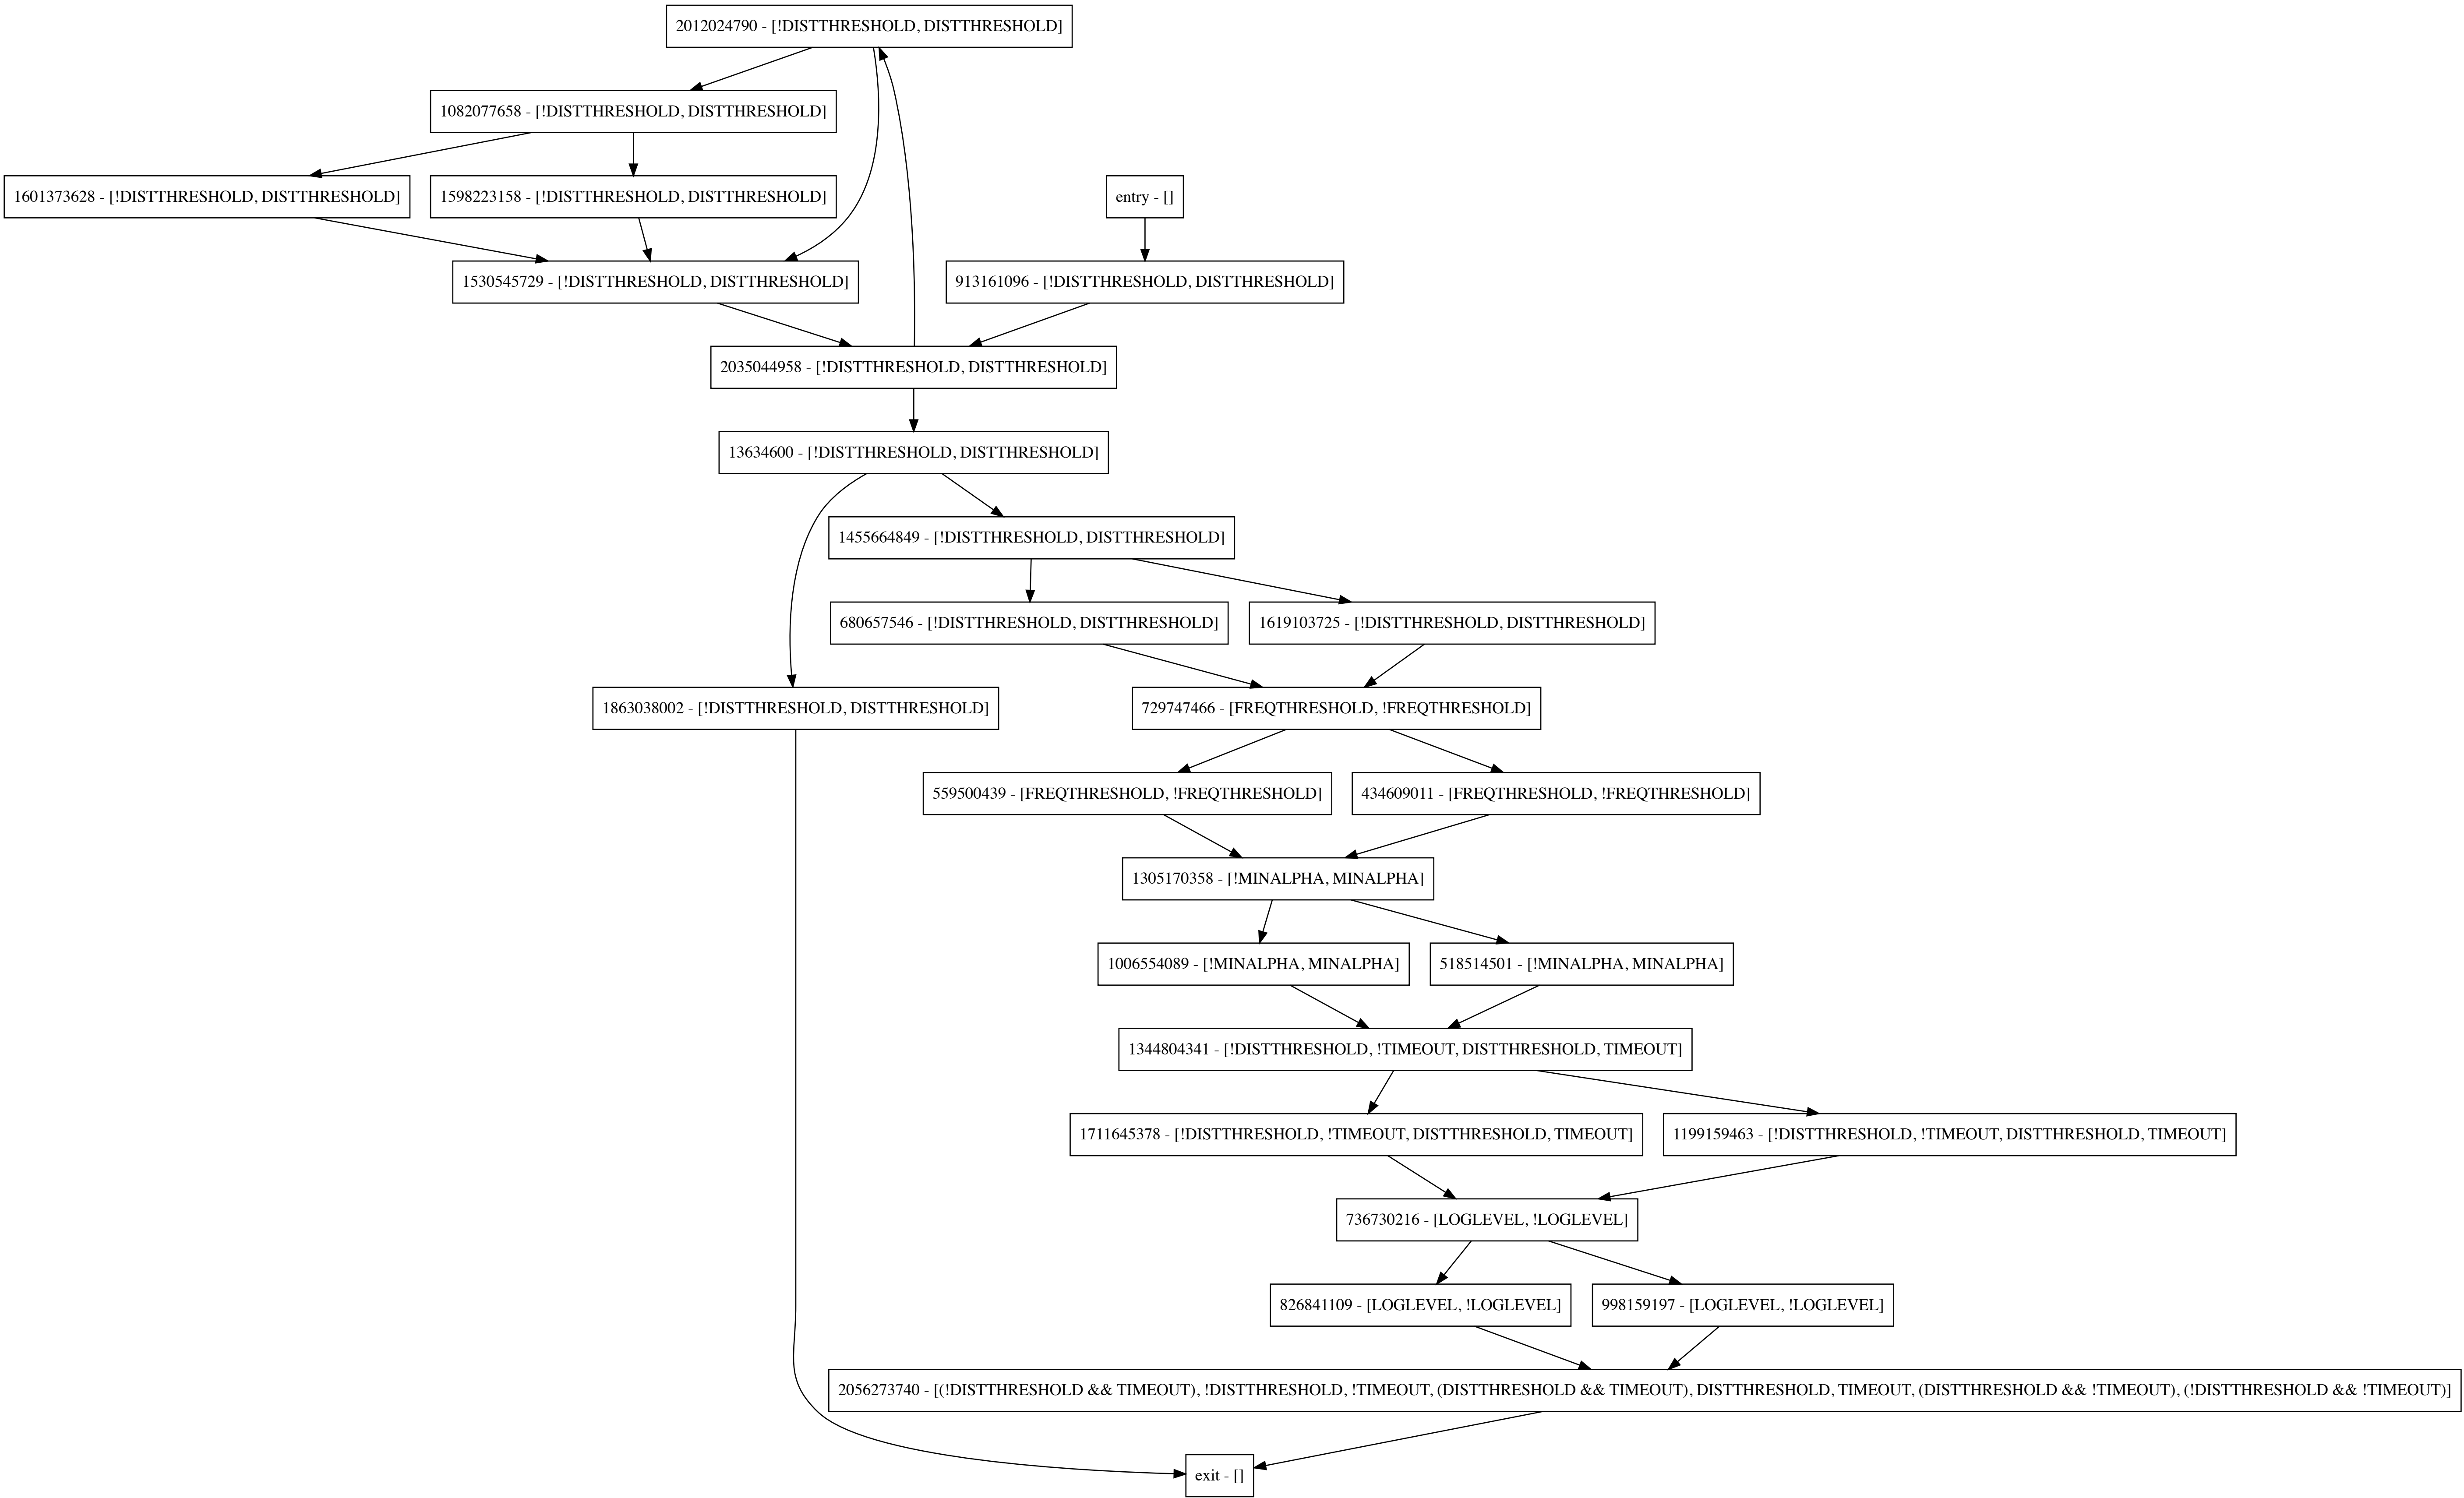 2012024790 - [!DISTTHRESHOLD, DISTTHRESHOLD]
1082077658 - [!DISTTHRESHOLD, DISTTHRESHOLD]
1601373628 - [!DISTTHRESHOLD, DISTTHRESHOLD]
1598223158 - [!DISTTHRESHOLD, DISTTHRESHOLD]
entry - []
1530545729 - [!DISTTHRESHOLD, DISTTHRESHOLD]
913161096 - [!DISTTHRESHOLD, DISTTHRESHOLD]
2035044958 - [!DISTTHRESHOLD, DISTTHRESHOLD]
13634600 - [!DISTTHRESHOLD, DISTTHRESHOLD]
1455664849 - [!DISTTHRESHOLD, DISTTHRESHOLD]
680657546 - [!DISTTHRESHOLD, DISTTHRESHOLD]
1619103725 - [!DISTTHRESHOLD, DISTTHRESHOLD]
1863038002 - [!DISTTHRESHOLD, DISTTHRESHOLD]
729747466 - [FREQTHRESHOLD, !FREQTHRESHOLD]
559500439 - [FREQTHRESHOLD, !FREQTHRESHOLD]
434609011 - [FREQTHRESHOLD, !FREQTHRESHOLD]
1305170358 - [!MINALPHA, MINALPHA]
1006554089 - [!MINALPHA, MINALPHA]
518514501 - [!MINALPHA, MINALPHA]
1344804341 - [!DISTTHRESHOLD, !TIMEOUT, DISTTHRESHOLD, TIMEOUT]
1711645378 - [!DISTTHRESHOLD, !TIMEOUT, DISTTHRESHOLD, TIMEOUT]
1199159463 - [!DISTTHRESHOLD, !TIMEOUT, DISTTHRESHOLD, TIMEOUT]
736730216 - [LOGLEVEL, !LOGLEVEL]
826841109 - [LOGLEVEL, !LOGLEVEL]
998159197 - [LOGLEVEL, !LOGLEVEL]
2056273740 - [(!DISTTHRESHOLD && TIMEOUT), !DISTTHRESHOLD, !TIMEOUT, (DISTTHRESHOLD && TIMEOUT), DISTTHRESHOLD, TIMEOUT, (DISTTHRESHOLD && !TIMEOUT), (!DISTTHRESHOLD && !TIMEOUT)]
exit - []